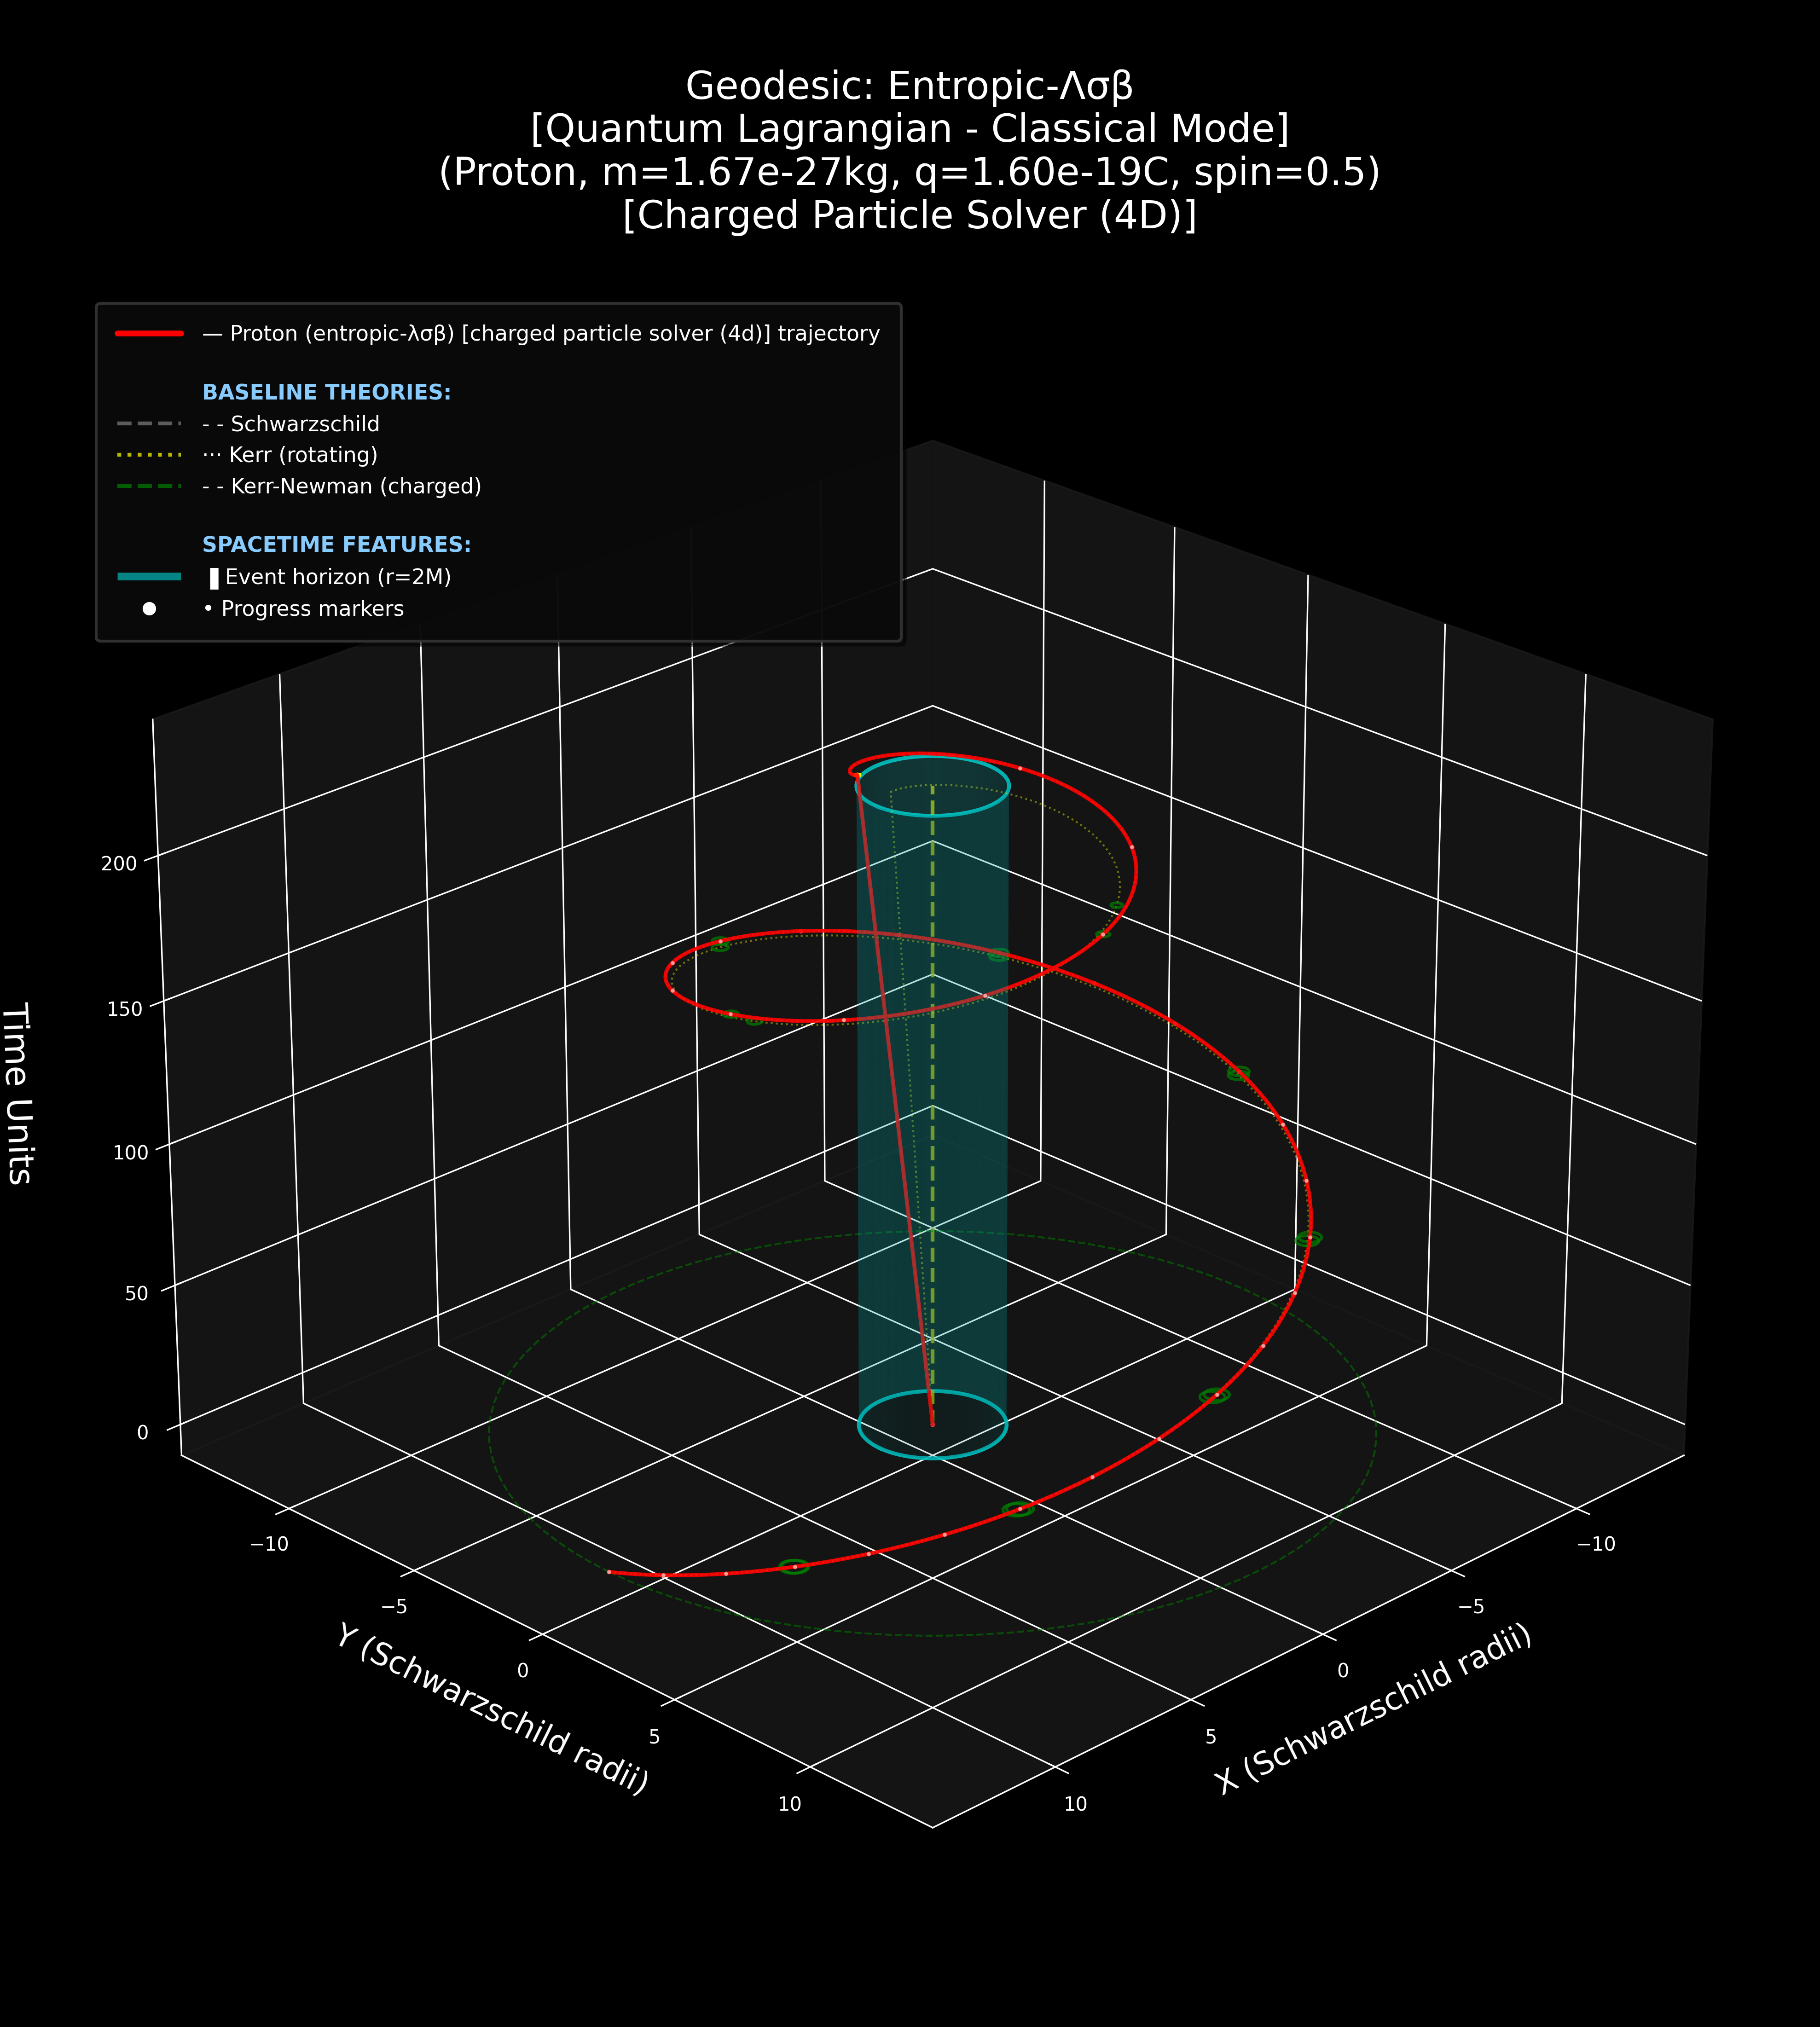 Geodesic: Entropic-Λσβ
[Quantum Lagrangian - Classical Mode]
(Proton, m=1.67e-27kg, q=1.60e-19C, spin=0.5)
[Charged Particle Solver (4D)]
— Proton (entropic-λσβ) [charged particle solver (4d)] trajectory
BASELINE THEORIES:
- - Schwarzschild
··· Kerr (rotating)
- - Kerr-Newman (charged)
SPACETIME FEATURES:
▌Event horizon (r=2M)
• Progress markers
200
150
100
50
0
Time Units
−10
−5
0
5
10
Y (Schwarzschild radii)
−10
−5
0
5
10
X (Schwarzschild radii)